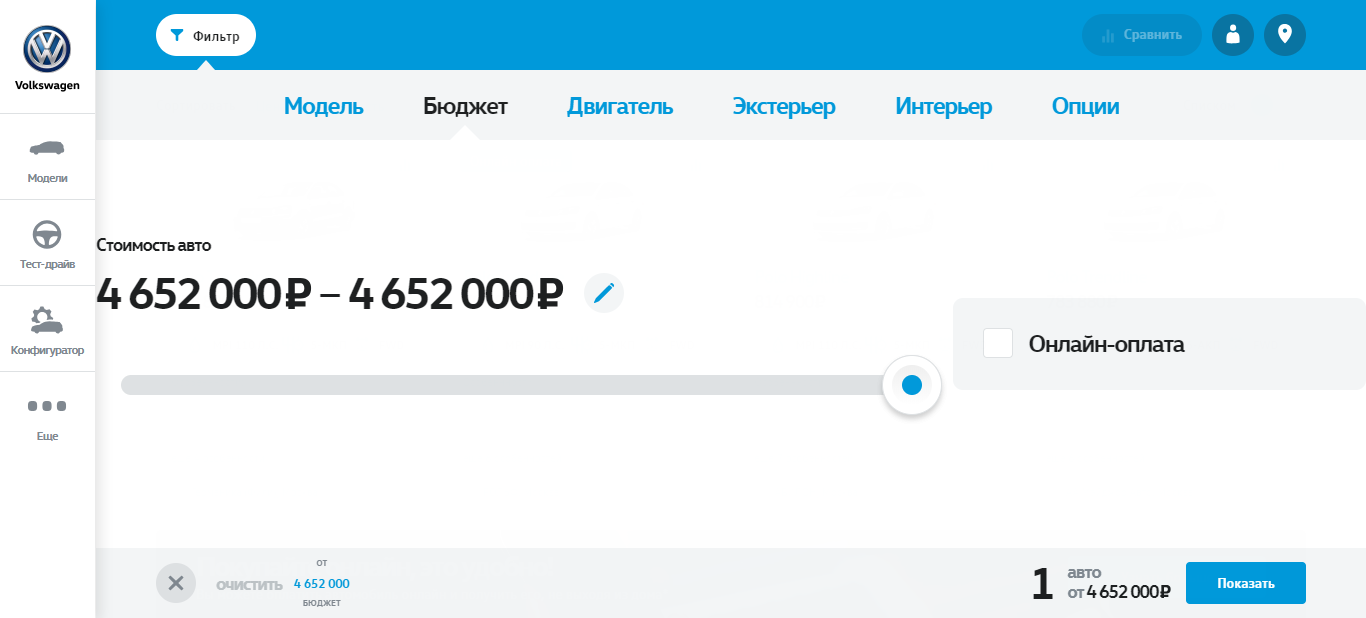 Фильтр
Сравнить
Volkswagen
Модель
Бюджет
Двигатель
Экстерьер
Интерьер
Опции
Модели
Тест-драйв
Конфигуратор
Еще
Стоимость авто
4 652 000₽ – 4 652 000₽
Онлайн-оплата
очистить
от
4 652 000
бюджет
1
авто
от 4 652 000₽
Показать